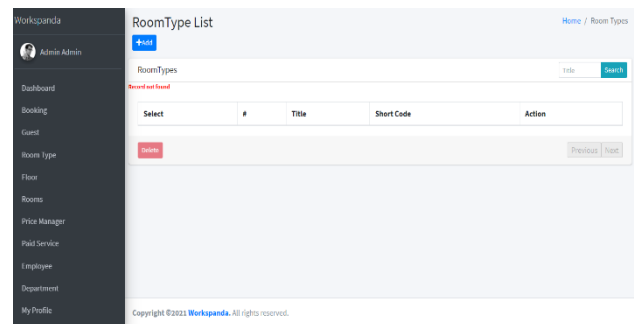 Workspanda
Admin Admin
Dashboard
Booking
Guest
Room Type
Floor
Rooms
Price Manager
Paid Service
Employee
Department
My Profile
RoomType List
Home / Room Types
+Add
RoomTypes
Title Search
Record not found
Select # Title Short Code Action
Delete
Previous Next
Copyright ©2021 Workspanda. All rights reserved.